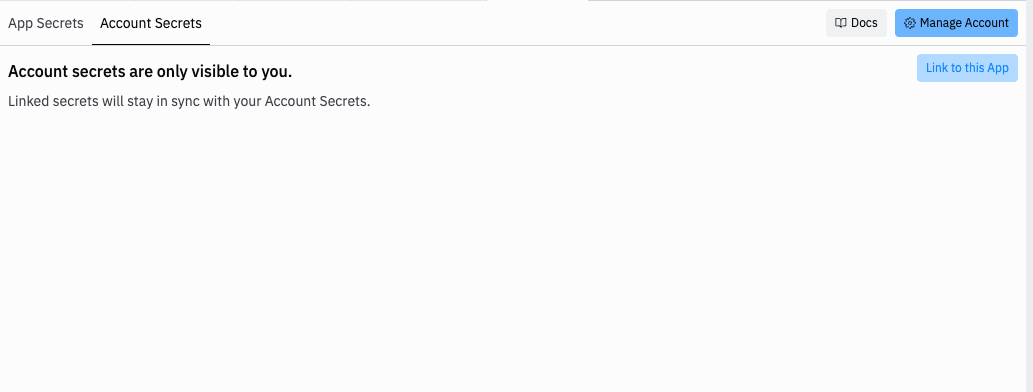 App Secrets
Account Secrets
Docs
Manage Account
Account secrets are only visible to you.
Link to this App
Linked secrets will stay in sync with your Account Secrets.